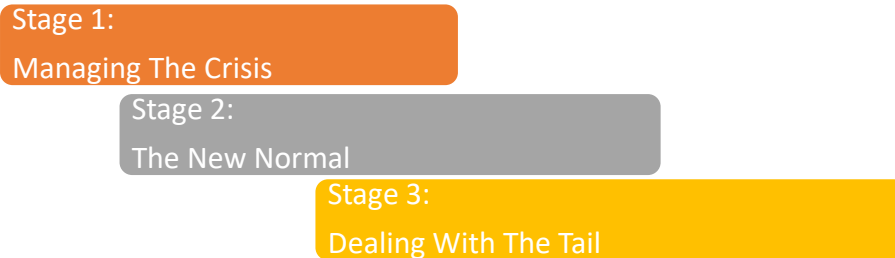 Stage 1:
Managing The Crisis
Stage 2:
The New Normal
Stage 3:
Dealing With The Tail